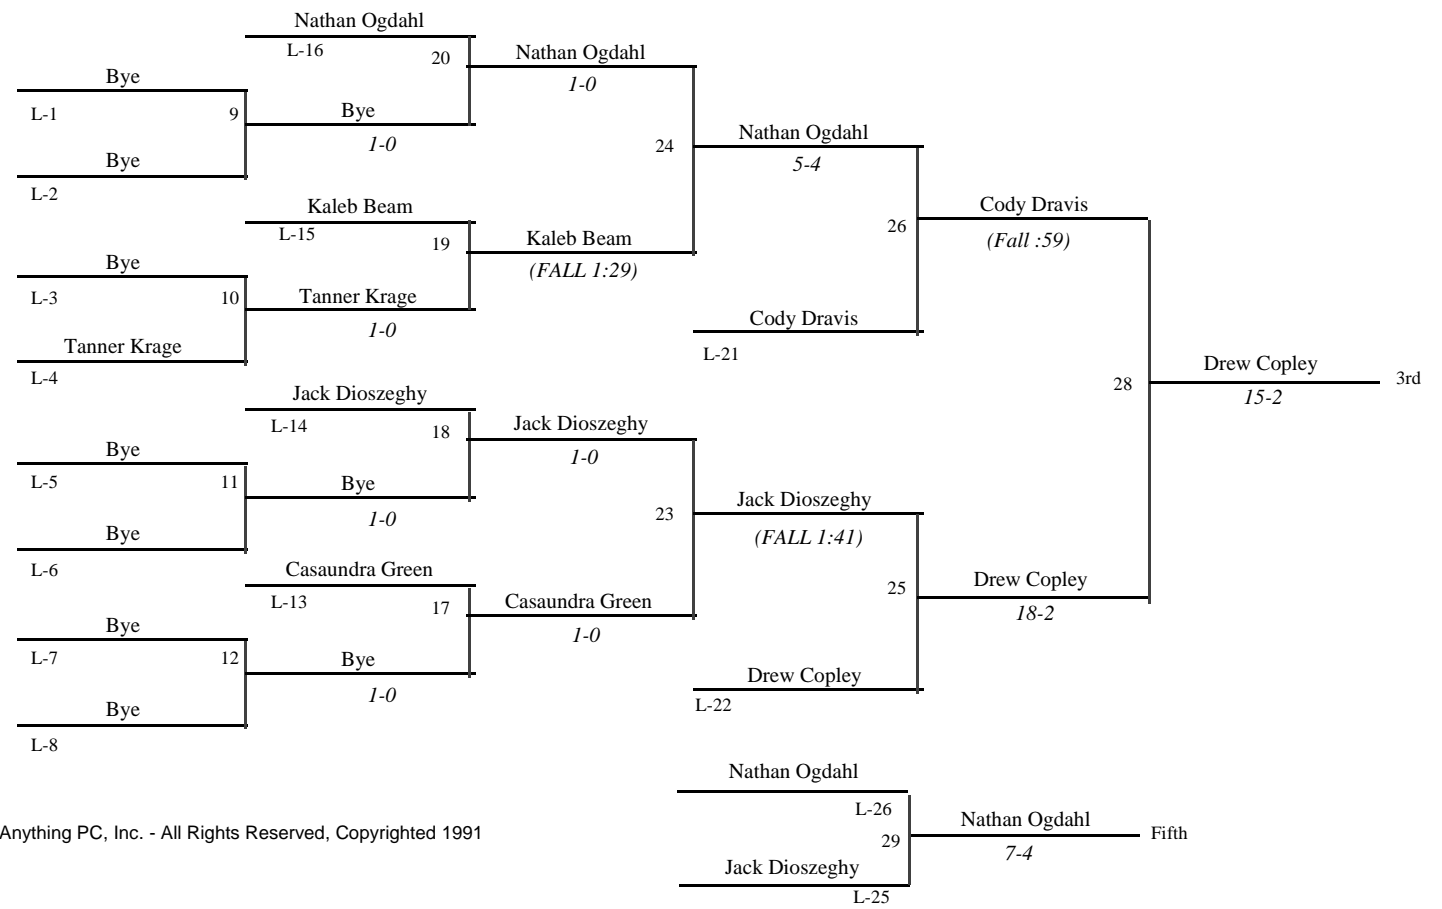 Nathan Ogdahl
L-16
20
Nathan Ogdahl
1-0
Bye
L-1
9
Bye
1-0
Bye
L-2
24
Nathan Ogdahl
5-4
Kaleb Beam
L-15
19
Kaleb Beam
(FALL 1:29)
26
Cody Dravis
(Fall :59)
Bye
L-3
10
Tanner Krage
1-0
Tanner Krage
L-4
Cody Dravis
L-21
28
Drew Copley
15-2
3rd
Jack Dioszeghy
L-14
18
Jack Dioszeghy
1-0
Bye
L-5
11
Bye
1-0
Bye
L-6
23
Jack Dioszeghy
(FALL 1:41)
Casaundra Green
L-13
17
Casaundra Green
1-0
25
Drew Copley
18-2
Bye
L-7
12
Bye
1-0
Bye
L-8
Drew Copley
L-22
Nathan Ogdahl
L-26
29
Nathan Ogdahl
7-4
Fifth
Jack Dioszeghy
L-25
Anything PC, Inc. - All Rights Reserved, Copyrighted 1991